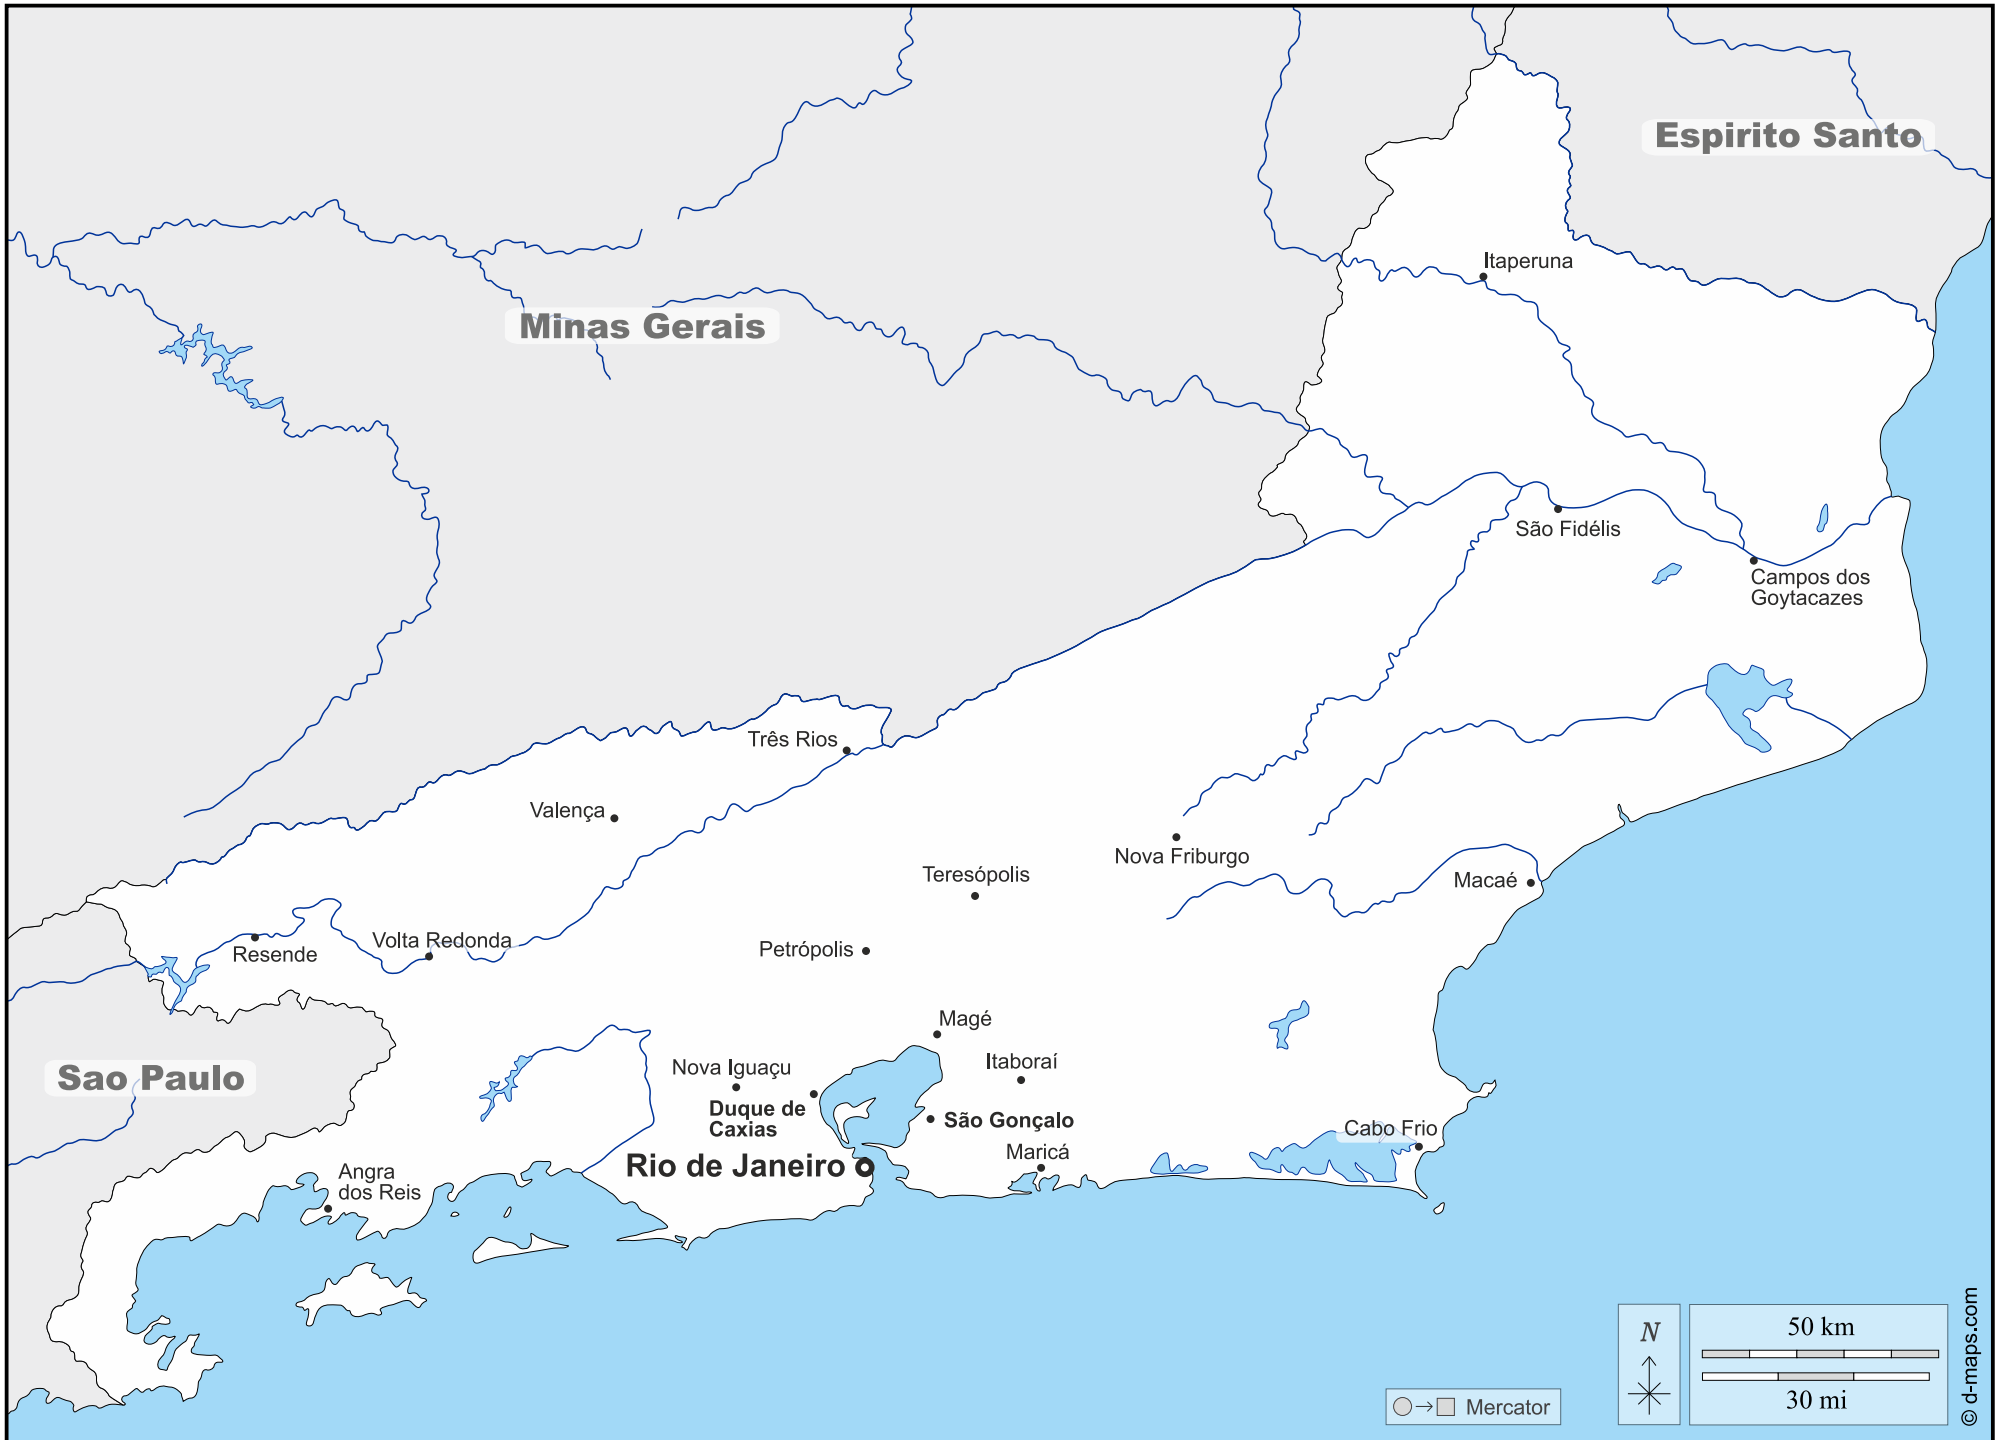 Espirito Santo
Itaperuna
Minas Gerais
São Fidélis
Campos dos
Goytacazes
Três Rios
Valença
Nova Friburgo
Teresópolis
Macaé
Volta Redonda
Resende
Petrópolis
Magé
Itaboraí
Nova Iguaçu
Sao Paulo
Duque de
Caxias
São Gonçalo
Cabo Frio
Maricá
Rio de Janeiro
Angra
dos Reis
N
50 km
30 mi
Mercator
© d-maps.com